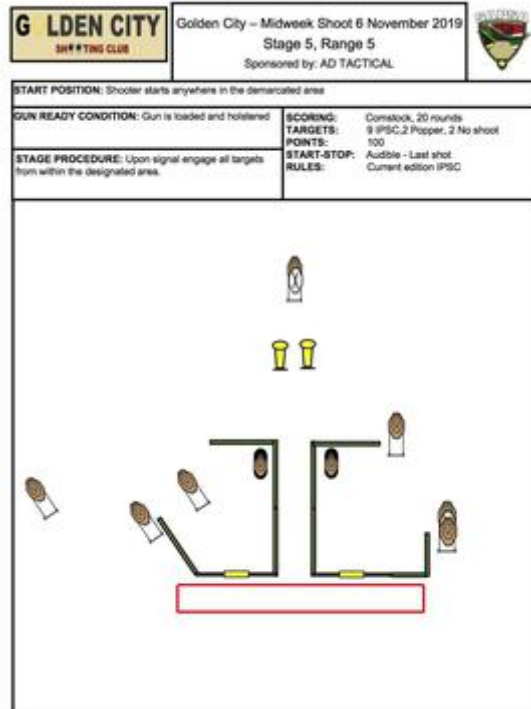 G LDEN CITY
SH**TING CLUB
Golden City – Midweek Shoot 6 November 2019
Stage 5, Range 5
Sponsored by: AD TACTICAL
START POSITION: Shooter starts anywhere in the demarcated area
GUN READY CONDITION: Gun is loaded and holstered
STAGE PROCEDURE: Upon signal engage all targets
from within the designated area.
SCORING: Comstock, 20 rounds
TARGETS: 9 IPSC,2 Popper, 2 No shoot
POINTS: 100
START-STOP: Audible - Last shot
RULES: Current edition IPSC